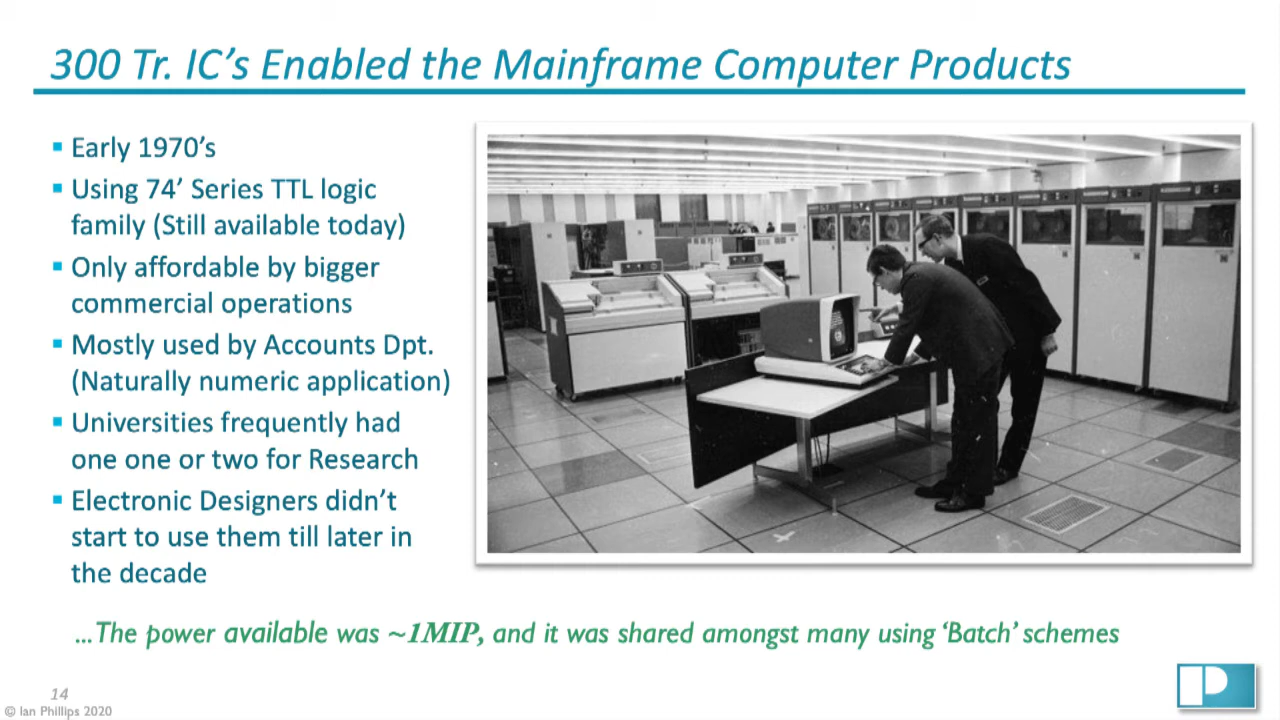 300 Tr. IC’s Enabled the Mainframe Computer Products
▪ Early 1970’s
▪ Using 74’ Series TTL logic
family (Still available today)
▪ Only affordable by bigger
commercial operations
▪ Mostly used by Accounts Dpt.
(Naturally numeric application)
▪ Universities frequently had
one one or two for Research
▪ Electronic Designers didn’t
start to use them till later in
the decade
...The power available was ~1MIP, and it was shared amongst many using ‘Batch’ schemes
14
© Ian Phillips 2020
P